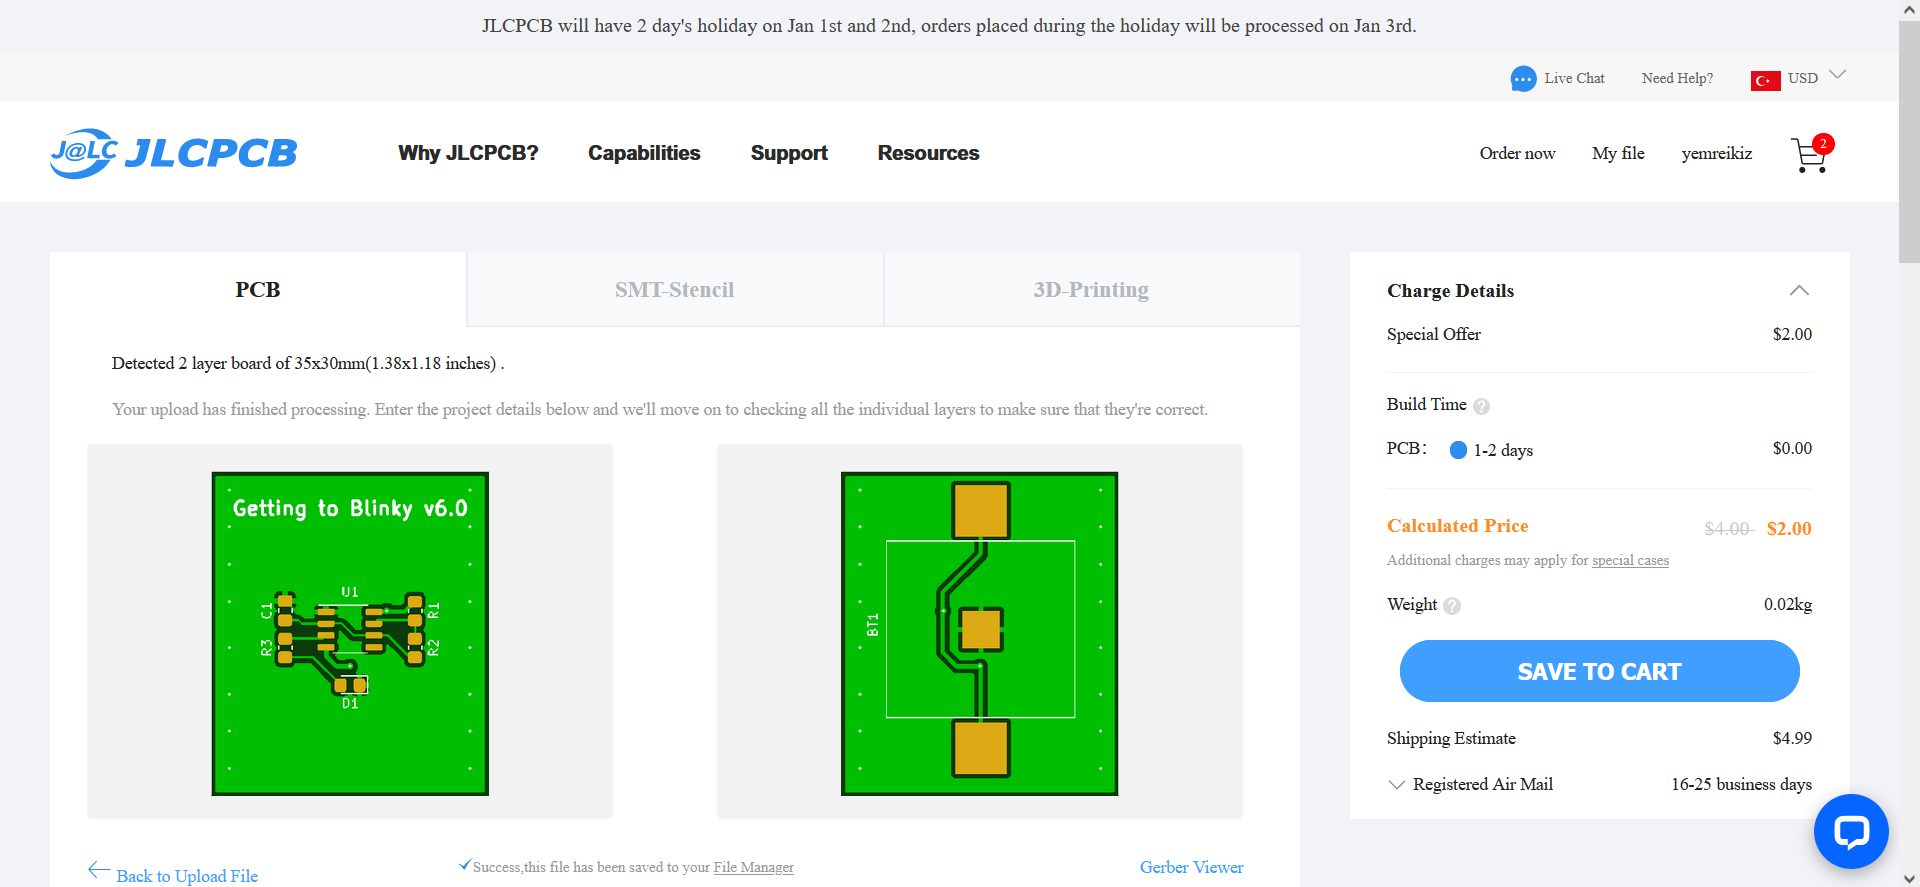 JLCPCB will have 2 day's holiday on Jan 1st and 2nd, orders placed during the holiday will be processed on Jan 3rd.
Live Chat Need Help? USD
J@LC JLCPCB Why JLCPCB? Capabilities Support Resources Order now My file yemreikiz 2
PCB SMT-Stencil 3D-Printing
Detected 2 layer board of 35x30mm(1.38x1.18 inches) .
Your upload has finished processing. Enter the project details below and we'll move on to checking all the individual layers to make sure that they're correct.
Getting to Blinky v6.0
U1
C1
R1
R3
R2
D1
BT1
Back to Upload File
Success,this file has been saved to your File Manager
Gerber Viewer
Charge Details
Special Offer $2.00
Build Time ?
PCB: 1-2 days $0.00
Calculated Price $4.00 $2.00
Additional charges may apply for special cases
Weight ? 0.02kg
SAVE TO CART
Shipping Estimate $4.99
Registered Air Mail 16-25 business days